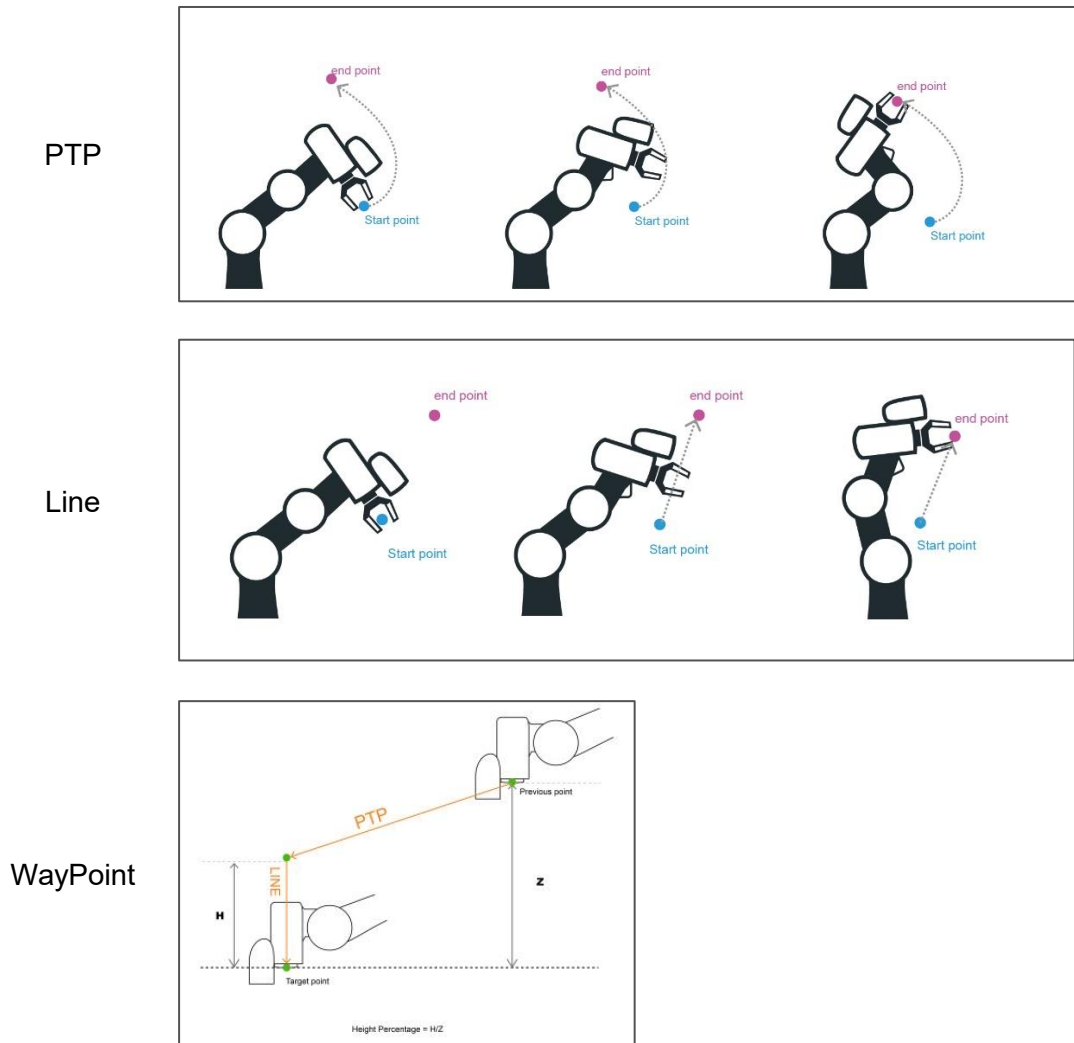 PTP
end point
Start point
end point
Start point
end point
Start point
Line
end point
Start point
end point
Start point
end point
Start point
WayPoint
Previous point
PTP
LINE
H
Z
Target point
Height Percentage = H/Z